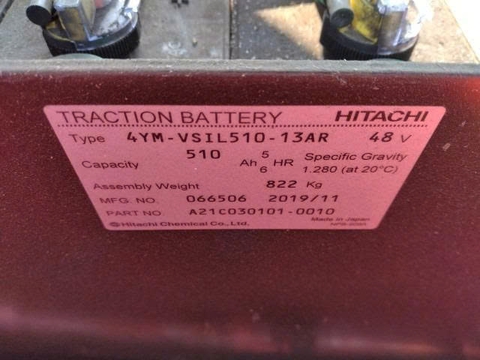 TRACTION BATTERY HITACHI
Type 4YM-VSIL510-13AR 48 V
Capacity 510 Ah 5 6 HR Specific Gravity 1.280 (at 20°C)
Assembly Weight 822 Kg
MFG. NO. 066506 2019/11
PART NO. A21C030101-0010 Made in Japan
Hitachi Chemical Co., Ltd.